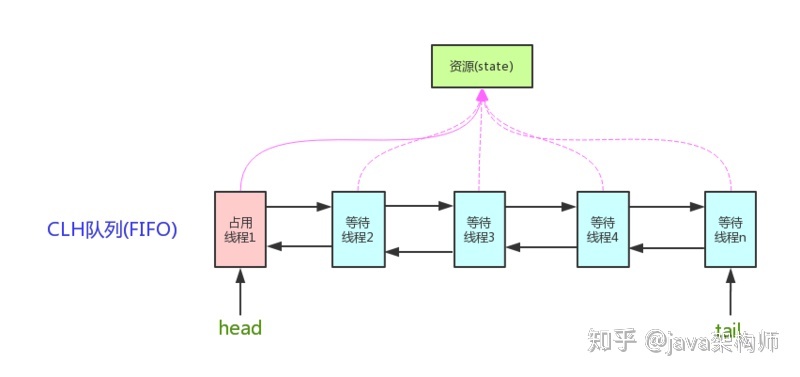 资源(state)
CLH队列(FIFO)
占用
线程1
等待
线程2
等待
线程3
等待
线程4
等待
线程n
head
tail
知乎 @java架构师